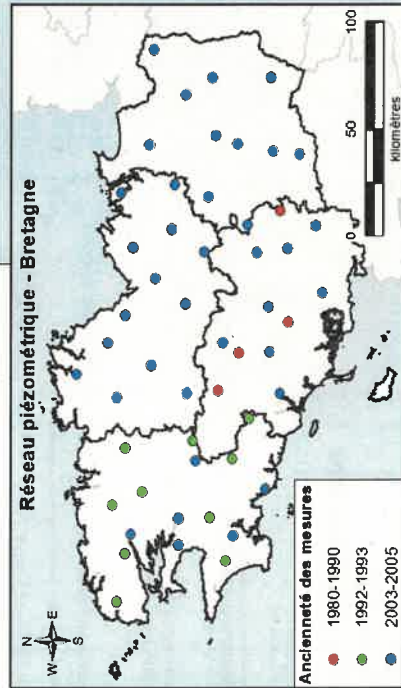 Réseau piézométrique - Bretagne
N
W E
S
Ancienneté des mesures
1980-1990
1992-1993
2003-2005
0 50 100
Kilomètres